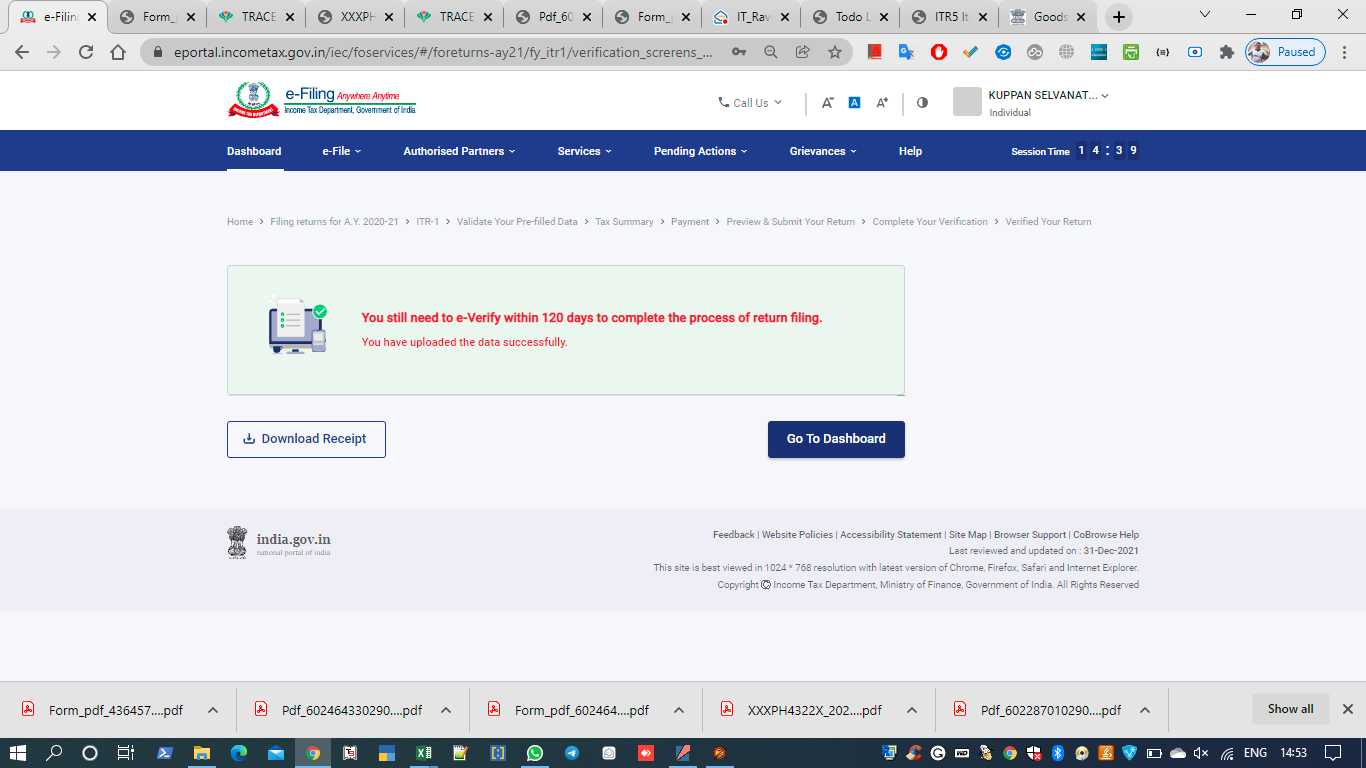 e-Filin
Form_
TRACE
XXXPH
TRACE
Pdf_60
Form_
IT_Rav
Todo L
ITR5 It
Goods
eportal.incometax.gov.in/iec/foservices/#/foreturns-ay21/fy_itr1/verification_screrens_...
Paused
e-Filing Anywhere Anytime
Income Tax Department, Government of India
Call Us
A-
A
A+
KUPPAN SELVANAT...
Individual
Dashboard
e-File
Authorised Partners
Services
Pending Actions
Grievances
Help
Session Time 1 4 : 3 9
Home > Filing returns for A.Y. 2020-21 > ITR-1 > Validate Your Pre-filled Data > Tax Summary > Payment > Preview & Submit Your Return > Complete Your Verification > Verified Your Return
You still need to e-Verify within 120 days to complete the process of return filing.
You have uploaded the data successfully.
Download Receipt
Go To Dashboard
india.gov.in
national portal of india
Feedback | Website Policies | Accessibility Statement | Site Map | Browser Support | CoBrowse Help
Last reviewed and updated on : 31-Dec-2021
This site is best viewed in 1024 * 768 resolution with latest version of Chrome, Firefox, Safari and Internet Explorer.
Copyright © Income Tax Department, Ministry of Finance, Government of India. All Rights Reserved
Form_pdf_436457....pdf
Pdf_602464330290....pdf
Form_pdf_602464....pdf
XXXPH4322X_202....pdf
Pdf_602287010290....pdf
Show all
ENG
14:53